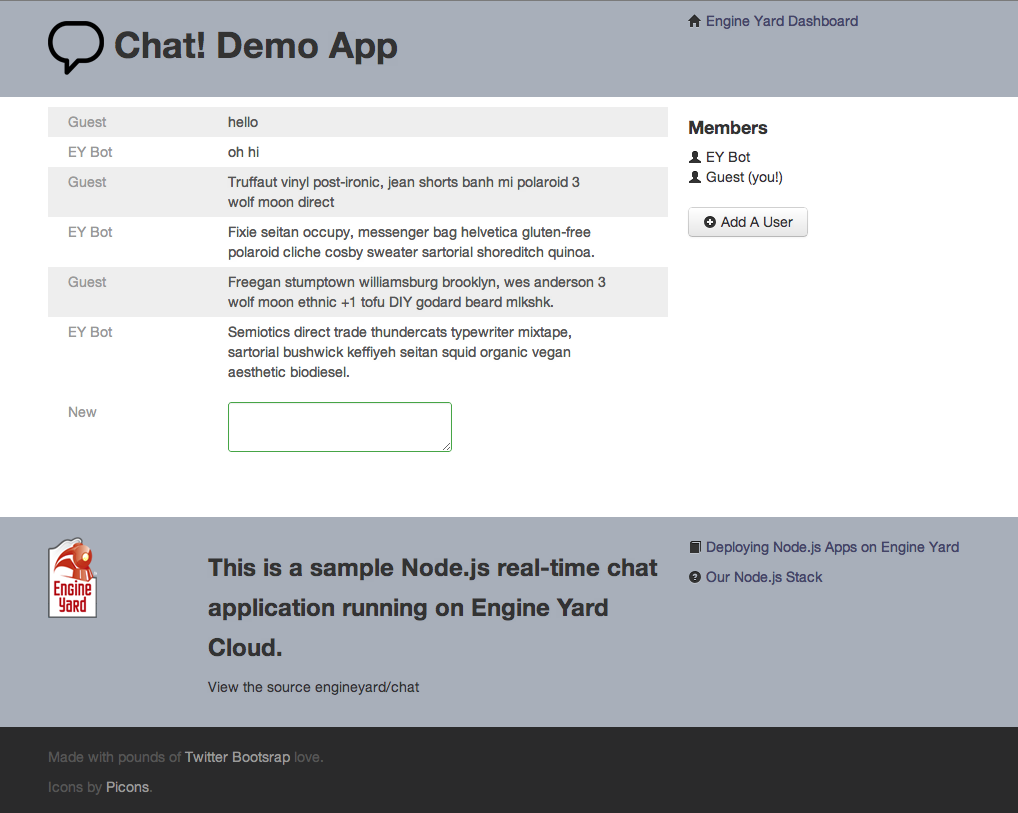 Chat! Demo App
Engine Yard Dashboard
Guest hello
EY Bot oh hi
Guest Truffaut vinyl post-ironic, jean shorts banh mi polaroid 3
wolf moon direct
EY Bot Fixie seitan occupy, messenger bag helvetica gluten-free
polaroid cliche cosby sweater sartorial shoreditch quinoa.
Guest Freegan stumptown williamsburg brooklyn, wes anderson 3
wolf moon ethnic +1 tofu DIY godard beard mlkshk.
EY Bot Semiotics direct trade thundercats typewriter mixtape,
sartorial bushwick keffiyeh seitan squid organic vegan
aesthetic biodiesel.
New
Members
EY Bot
Guest (you!)
Add A User
Engine
Yard
This is a sample Node.js real-time chat
application running on Engine Yard
Cloud.
View the source engineyard/chat
Deploying Node.js Apps on Engine Yard
Our Node.js Stack
Made with pounds of Twitter Bootsrap love.
Icons by Picons.